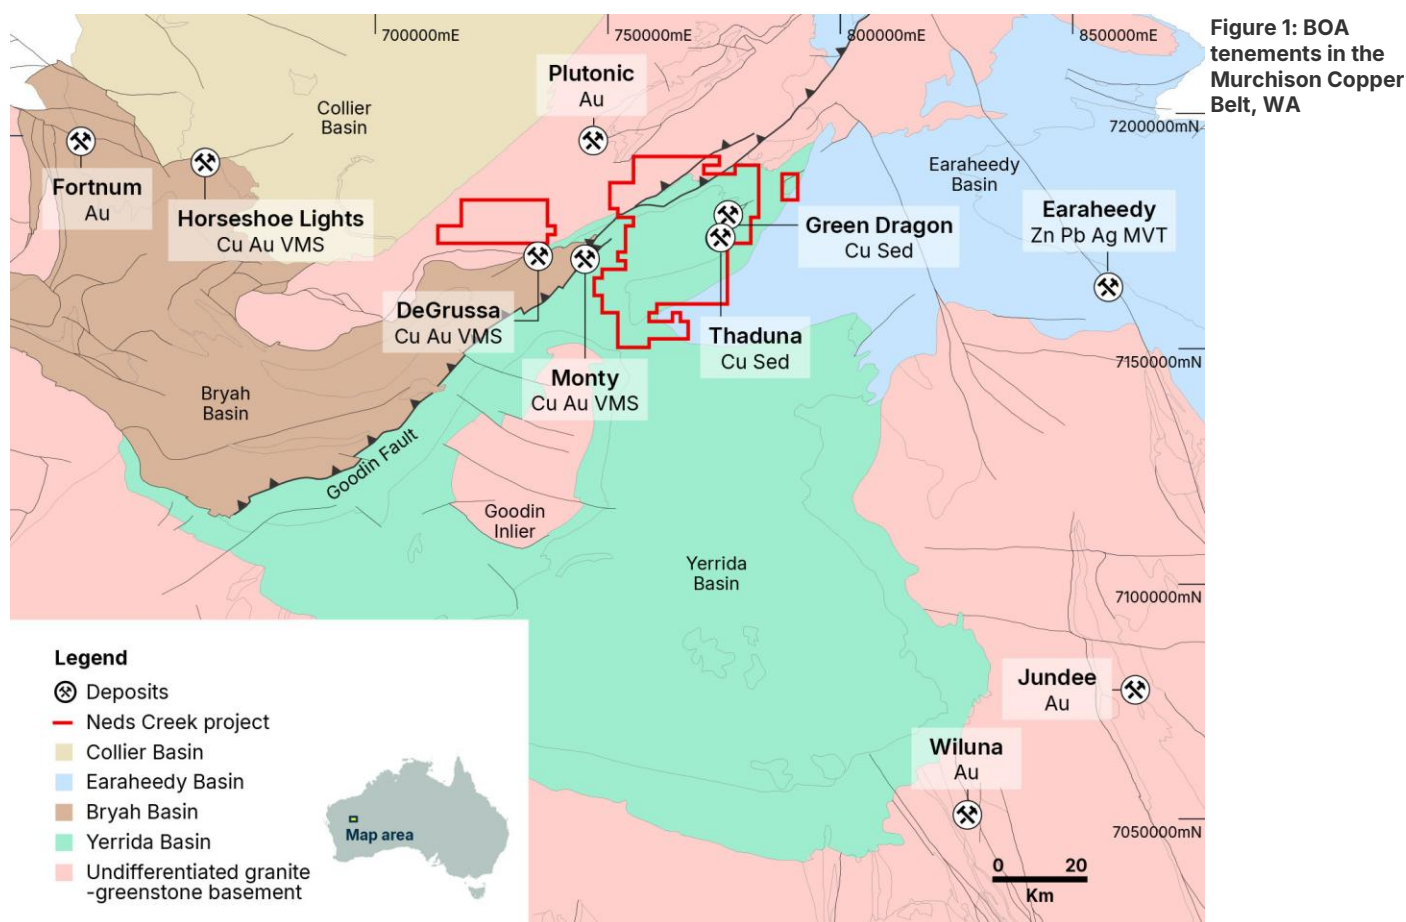 700000mE
750000mE
800000mE
850000mE
Figure 1: BOA
tenements in the
Murchison Copper
Belt, WA
Plutonic
Au
Collier
Basin
7200000mN
Fortnum
Au
Horseshoe Lights
Cu Au VMS
Earaheedy
Basin
Green Dragon
Cu Sed
Earaheedy
Zn Pb Ag MVT
DeGrussa
Cu Au VMS
Thaduna
Cu Sed
7150000mN
Monty
Cu Au VMS
Bryah
Basin
Goodin Fault
Goodin
Inlier
Yerrida
Basin
7100000mN
Jundee
Au
Wiluna
Au
7050000mN
Legend
Deposits
Neds Creek project
Collier Basin
Earaheedy Basin
Bryah Basin
Yerrida Basin
Undifferentiated granite
-greenstone basement
Map area
0 20
Km